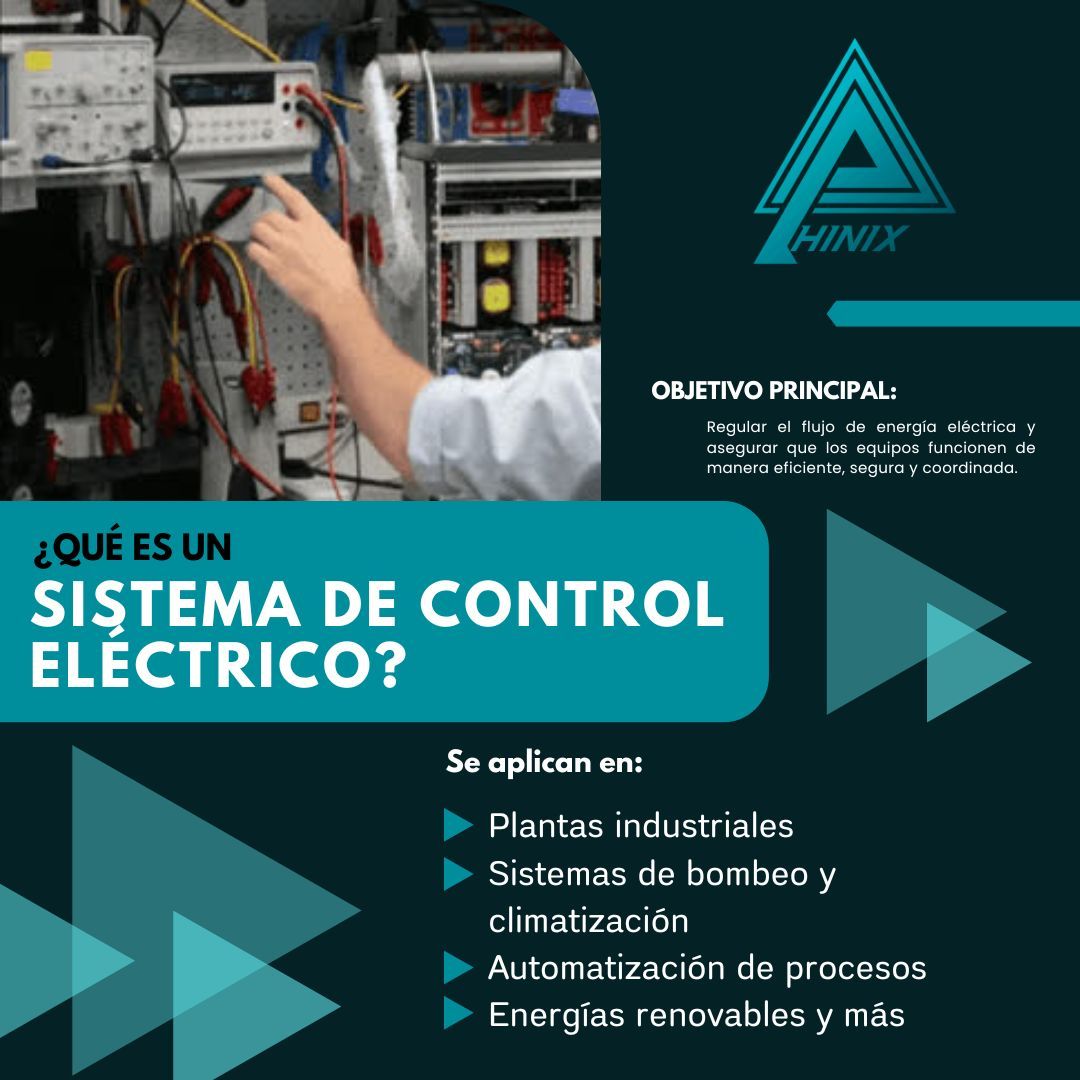 PHINIX
OBJETIVO PRINCIPAL:
Regular el flujo de energía eléctrica y
asegurar que los equipos funcionen de
manera eficiente, segura y coordinada.
¿QUÉ ES UN
SISTEMA DE CONTROL
ELÉCTRICO?
Se aplican en:
Plantas industriales
Sistemas de bombeo y
climatización
Automatización de procesos
Energías renovables y más